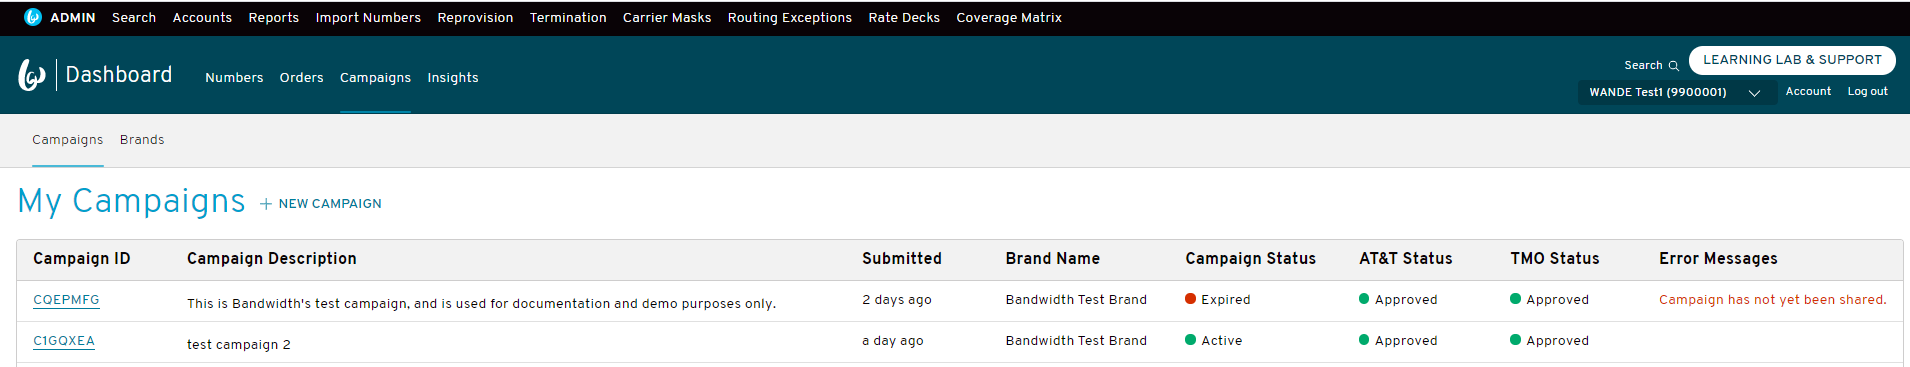 ADMIN Search Accounts Reports Import Numbers Reprovision Termination Carrier Masks Routing Exceptions Rate Decks Coverage Matrix
Dashboard Numbers Orders Campaigns Insights
Search LEARNING LAB & SUPPORT
WANDE Test1 (9900001) Account Log out
Campaigns Brands
My Campaigns + NEW CAMPAIGN
Campaign ID Campaign Description Submitted Brand Name Campaign Status AT&T Status TMO Status Error Messages
CQEPMFG This is Bandwidth's test campaign, and is used for documentation and demo purposes only. 2 days ago Bandwidth Test Brand Expired Approved Approved Campaign has not yet been shared.
C1GQXEA test campaign 2 a day ago Bandwidth Test Brand Active Approved Approved